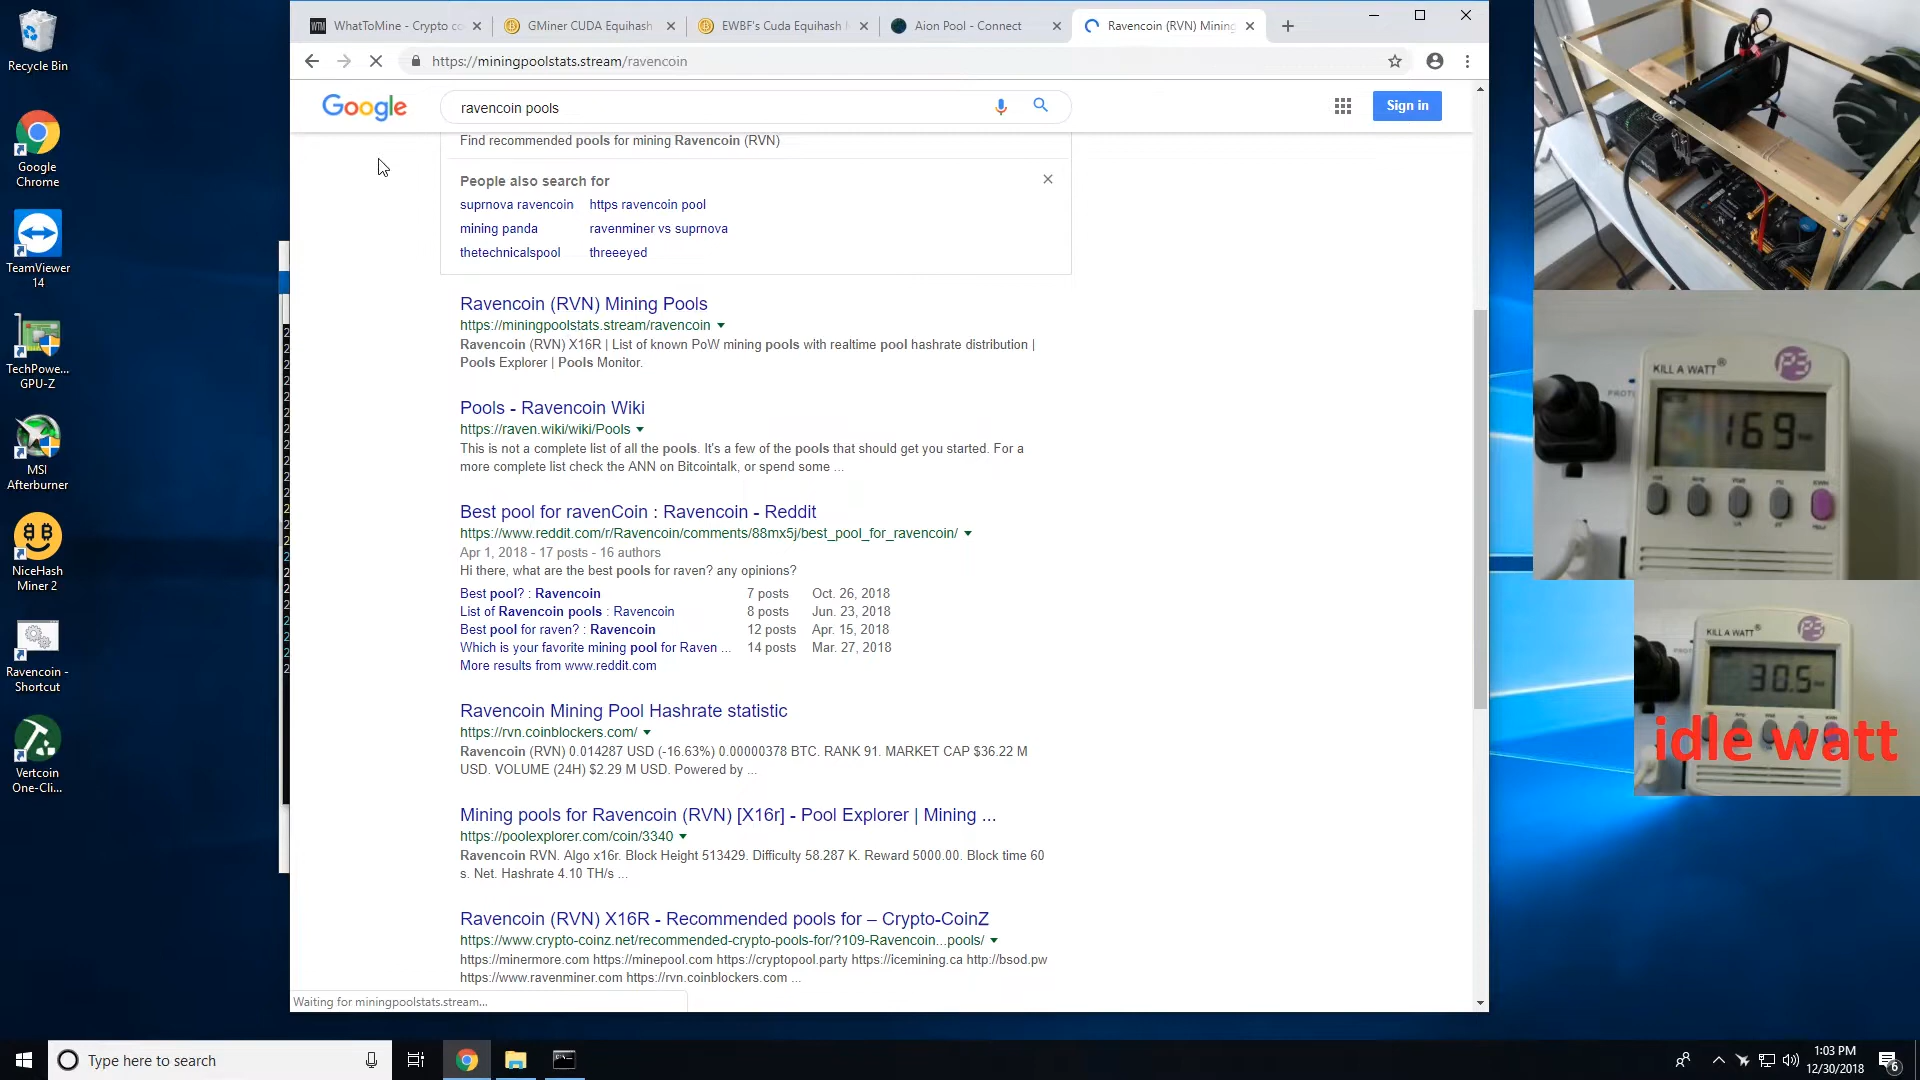 Recycle Bin
Google
Chrome
TeamViewer
14
TechPowe...
GPU-Z
MSI
Afterburner
NiceHash
Miner 2
Ravencoin -
Shortcut
Vertcoin
One-Cli...
WhatToMine - Crypto co
GMiner CUDA Equihash
EWBF's Cuda Equihash
Aion Pool - Connect
Ravencoin (RVN) Mining
https://miningpoolstats.stream/ravencoin
Google
ravencoin pools
Sign in
Find recommended pools for mining Ravencoin (RVN)
People also search for
suprnova ravencoin https ravencoin pool
mining panda ravenminer vs suprnova
thetechnicalspool threeeyed
Ravencoin (RVN) Mining Pools
https://miningpoolstats.stream/ravencoin
Ravencoin (RVN) X16R | List of known PoW mining pools with realtime pool hashrate distribution |
Pools Explorer | Pools Monitor.
Pools - Ravencoin Wiki
https://raven.wiki/wiki/Pools
This is not a complete list of all the pools. It's a few of the pools that should get you started. For a
more complete list check the ANN on Bitcointalk, or spend some ...
Best pool for ravenCoin : Ravencoin - Reddit
https://www.reddit.com/r/Ravencoin/comments/88mx5j/best_pool_for_ravencoin/
Apr 1, 2018 - 17 posts - 16 authors
Hi there, what are the best pools for raven? any opinions?
Best pool? : Ravencoin 7 posts Oct. 26, 2018
List of Ravencoin pools : Ravencoin 8 posts Jun. 23, 2018
Best pool for raven? : Ravencoin 12 posts Apr. 15, 2018
Which is your favorite mining pool for Raven ... 14 posts Mar. 27, 2018
More results from www.reddit.com
Ravencoin Mining Pool Hashrate statistic
https://rvn.coinblockers.com/
Ravencoin (RVN) 0.014287 USD (-16.63%) 0.00000378 BTC. RANK 91. MARKET CAP $36.22 M
USD. VOLUME (24H) $2.29 M USD. Powered by ...
Mining pools for Ravencoin (RVN) [X16r] - Pool Explorer | Mining ...
https://poolexplorer.com/coin/3340
Ravencoin RVN. Algo x16r. Block Height 513429. Difficulty 58.287 K. Reward 5000.00. Block time 60
s. Net. Hashrate 4.10 TH/s ...
Ravencoin (RVN) X16R - Recommended pools for – Crypto-CoinZ
https://www.crypto-coinz.net/recommended-crypto-pools-for/?109-Ravencoin...pools/
https://minermore.com https://minepool.com https://cryptopool.party https://icemining.ca http://bsod.pw
https://www.ravenminer.com https://rvn.coinblockers.com ...
Waiting for miningpoolstats.stream...
KILL A WATT®
P3
169
KILL A WATT®
P3
30.5
idle watt
Type here to search
1:03 PM
12/30/2018
6